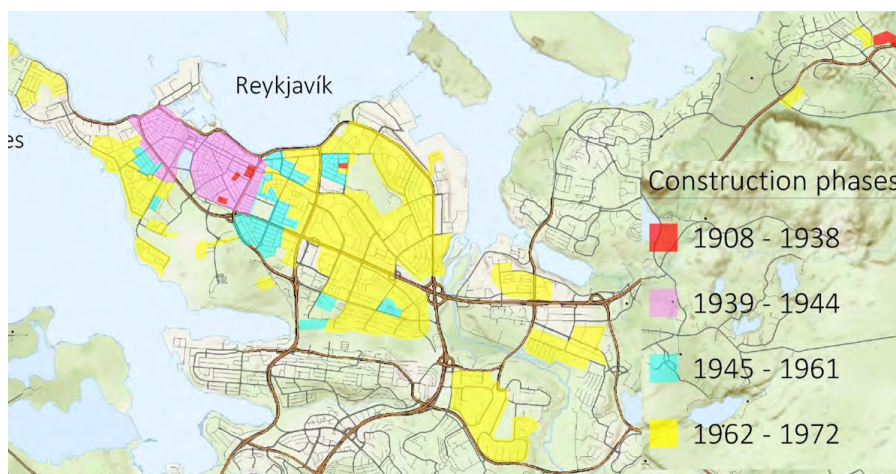 Reykjavík
es
Construction phases
1908 - 1938
1939 - 1944
1945 - 1961
1962 - 1972